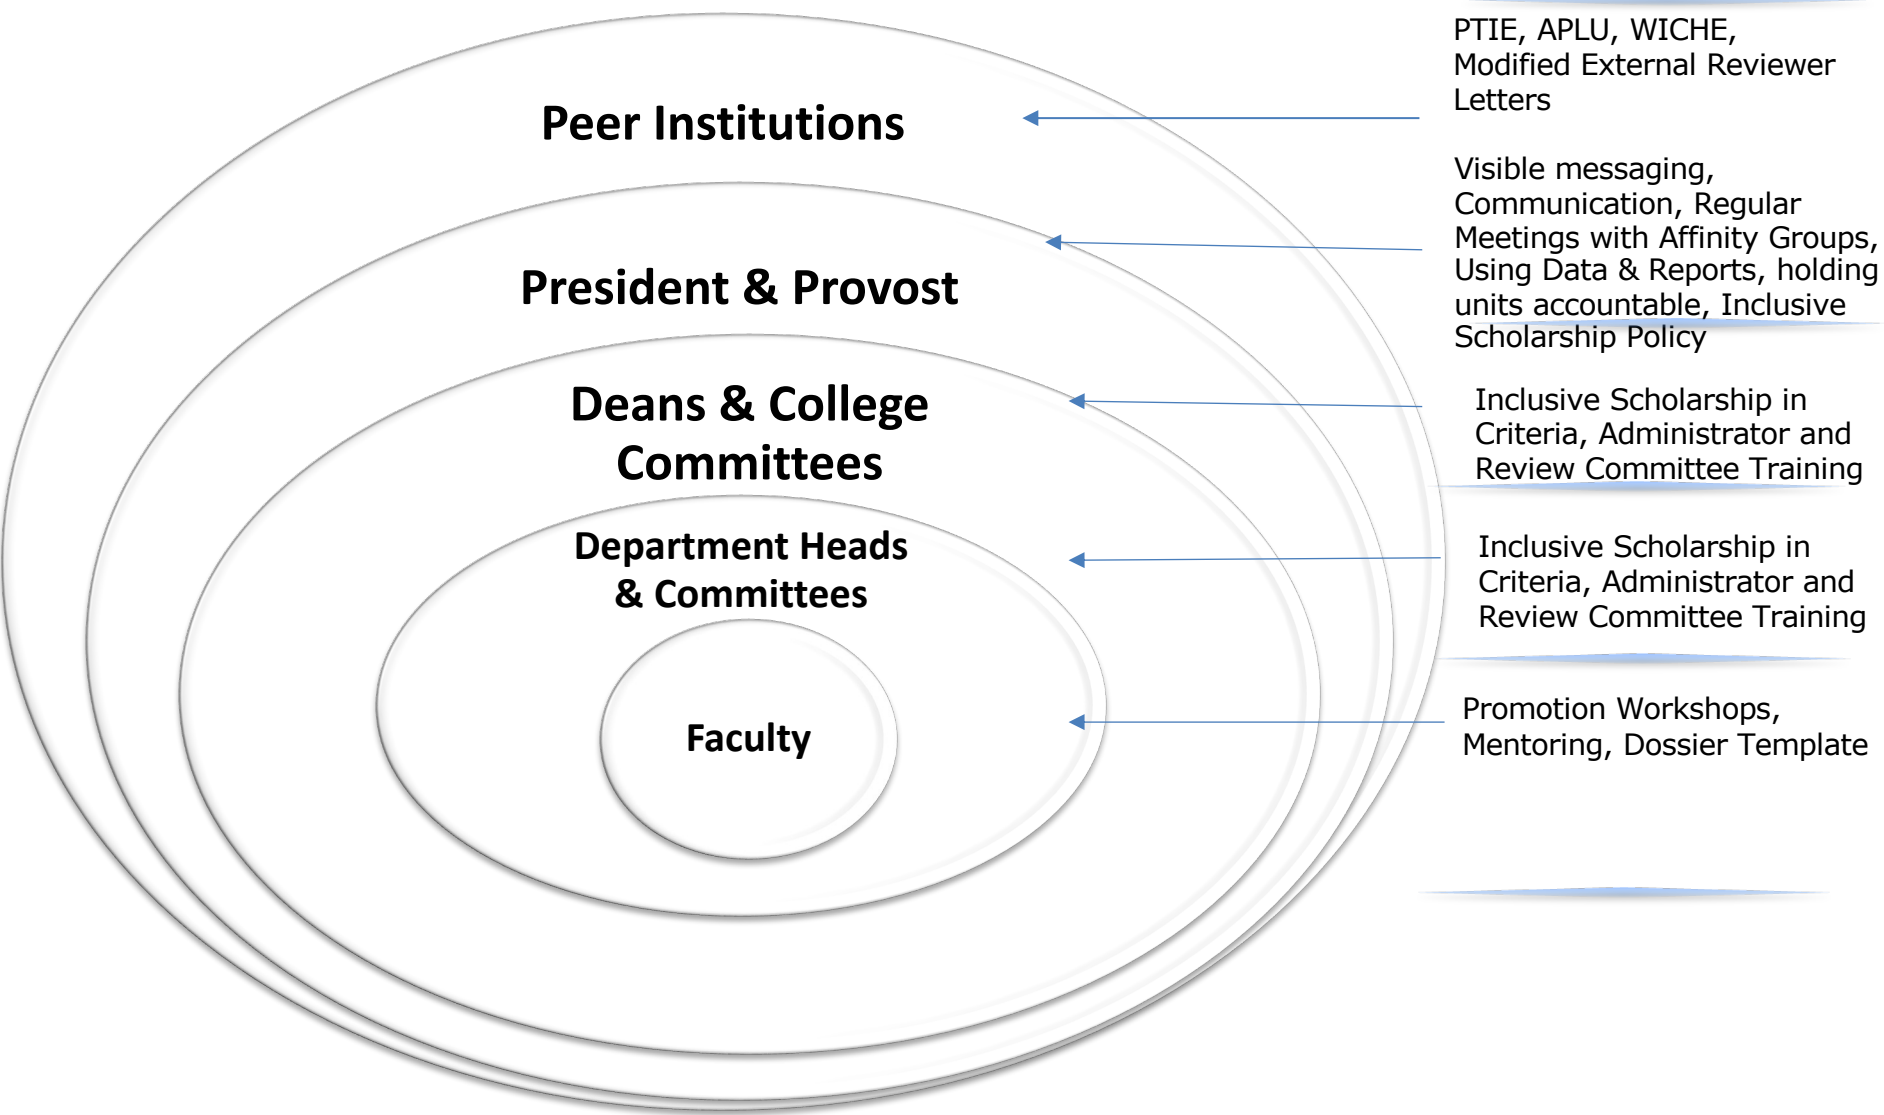 Peer Institutions
President & Provost
Deans & College
Committees
Department Heads
& Committees
Faculty
PTIE, APLU, WICHE,
Modified External Reviewer
Letters
Visible messaging,
Communication, Regular
Meetings with Affinity Groups,
Using Data & Reports, holding
units accountable, Inclusive
Scholarship Policy
Inclusive Scholarship in
Criteria, Administrator and
Review Committee Training
Inclusive Scholarship in
Criteria, Administrator and
Review Committee Training
Promotion Workshops,
Mentoring, Dossier Template